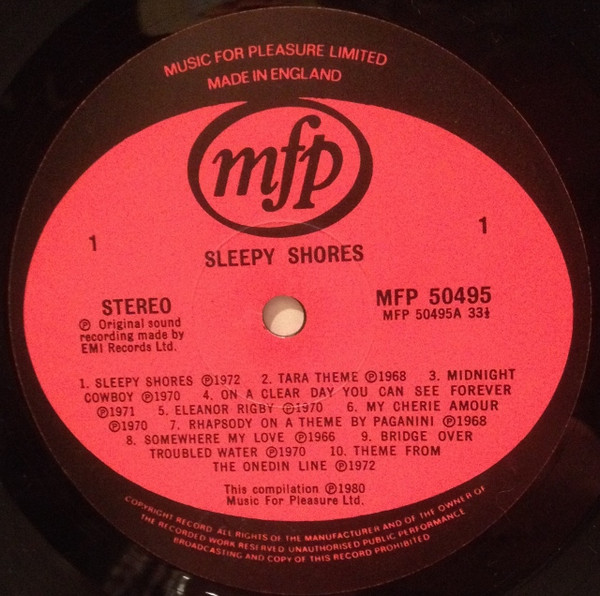 MUSIC FOR PLEASURE LIMITED
MADE IN ENGLAND
mfp
1
1
SLEEPY SHORES
STEREO
℗ Original sound
recording made by
EMI Records Ltd.
MFP 50495
MFP 50495A 33⅓
1. SLEEPY SHORES ℗1972 2. TARA THEME ℗1968 3. MIDNIGHT
COWBOY ℗1970 4. ON A CLEAR DAY YOU CAN SEE FOREVER
℗1971 5. ELEANOR RIGBY ℗1970 6. MY CHERIE AMOUR
℗1970 7. RHAPSODY ON A THEME BY PAGANINI ℗1968
8. SOMEWHERE MY LOVE ℗1966 9. BRIDGE OVER
TROUBLED WATER ℗1970 10. THEME FROM
THE ONEDIN LINE ℗1972
This compilation ℗1980
Music For Pleasure Ltd.
COPYRIGHT RECORD ALL RIGHTS OF THE MANUFACTURER AND OF THE OWNER OF
THE RECORDED WORK RESERVED UNAUTHORISED PUBLIC PERFORMANCE
BROADCASTING AND COPY OF THIS RECORD PROHIBITED